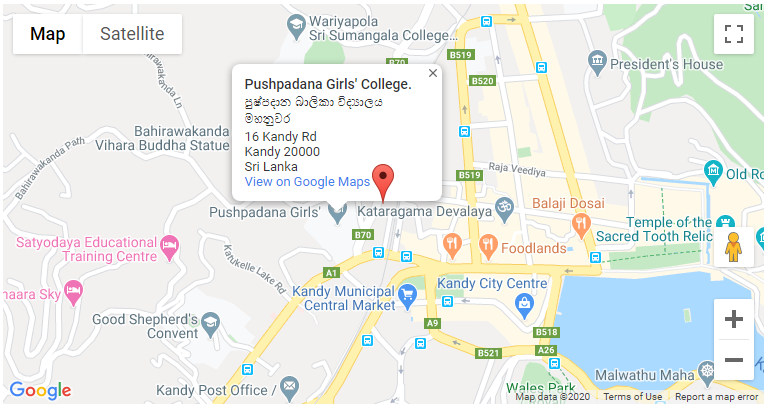 Map
Satellite
Wariyapola
Sri Sumangala College...
B519
B520
President's House
Pushpadana Girls' College.
පුෂ්පදාන බාලිකා විද්‍යාලය
මහනුවර
16 Kandy Rd
Kandy 20000
Sri Lanka
View on Google Maps
Bahirawakanda Ln
Bahirawakanda
Vihara Buddha Statue
Bahirawakanda Path
Raja Veediya
B519
Old Ro
Pushpadana Girls'
Kataragama Devalaya
Balaji Dosai
Temple of the
Sacred Tooth Relic
B70
Satyodaya Educational
Training Centre
Foodlands
Katukelle Lake Rd
A1
naara Sky
Kandy Municipal
Central Market
Kandy City Centre
Good Shepherd's
Convent
A9
B518
B521
A26
Malwathu Maha
Kandy Post Office /
Wales Park
Google
Map data ©2020
Terms of Use
Report a map error